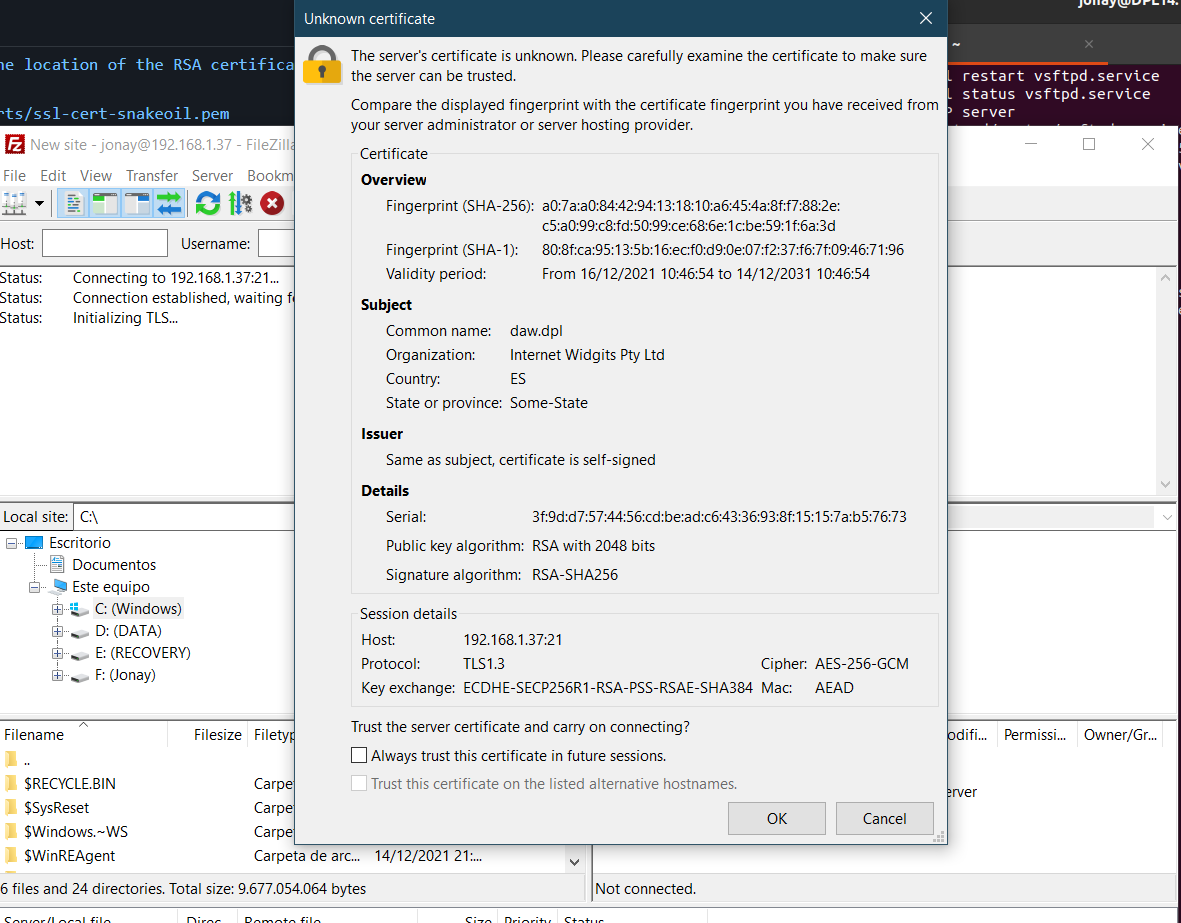 Unknown certificate
The server's certificate is unknown. Please carefully examine the certificate to make sure
the server can be trusted.
Compare the displayed fingerprint with the certificate fingerprint you have received from
your server administrator or server hosting provider.
Certificate
Overview
Fingerprint (SHA-256): a0:7a:a0:84:42:94:13:18:10:a6:45:4a:8f:f7:88:2e:
c5:a0:99:c8:fd:50:99:ce:68:6e:1c:be:59:1f:6a:3d
Fingerprint (SHA-1): 80:8f:ca:95:13:5b:16:ec:f0:d9:0e:07:f2:37:f6:7f:09:46:71:96
Validity period: From 16/12/2021 10:46:54 to 14/12/2031 10:46:54
Subject
Common name: daw.dpl
Organization: Internet Widgits Pty Ltd
Country: ES
State or province: Some-State
Issuer
Same as subject, certificate is self-signed
Details
Serial: 3f:9d:d7:57:44:56:cd:be:ad:c6:43:36:93:8f:15:15:7a:b5:76:73
Public key algorithm: RSA with 2048 bits
Signature algorithm: RSA-SHA256
Session details
Host: 192.168.1.37:21
Protocol: TLS1.3 Cipher: AES-256-GCM
Key exchange: ECDHE-SECP256R1-RSA-PSS-RSAE-SHA384 Mac: AEAD
Trust the server certificate and carry on connecting?
Always trust this certificate in future sessions.
Trust this certificate on the listed alternative hostnames.
OK Cancel
he location of the RSA certifica
rts/ssl-cert-snakeoil.pem
jonay@DPL14.
~
l restart vsftpd.service
l status vsftpd.service
P server
New site - jonay@192.168.1.37 - FileZilla
File Edit View Transfer Server Bookm
Host: Username:
Status: Connecting to 192.168.1.37:21...
Status: Connection established, waiting fo
Status: Initializing TLS...
Local site: C:\
Escritorio
Documentos
Este equipo
C: (Windows)
D: (DATA)
E: (RECOVERY)
F: (Jonay)
Filename Filesize Filetyp
..
$RECYCLE.BIN Carpe
$SysReset Carpe
$Windows.~WS Carpe
$WinREAgent Carpeta de arc... 14/12/2021 21:...
6 files and 24 directories. Total size: 9.677.054.064 bytes
odifi... Permissi... Owner/Gr...
erver
Not connected.
Server/Local file Direc Remote file Size Priority Status